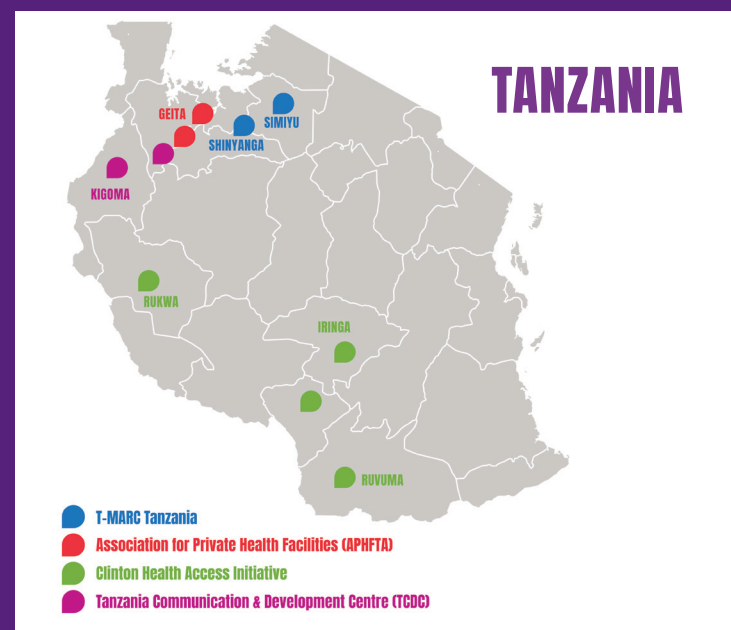 TANZANIA
GEITA
SIMIYU
SHINYANGA
KIGOMA
RUKWA
IRINGA
RUVUMA
T-MARC Tanzania
Association for Private Health Facilities (APHFTA)
Clinton Health Access Initiative
Tanzania Communication & Development Centre (TCDC)